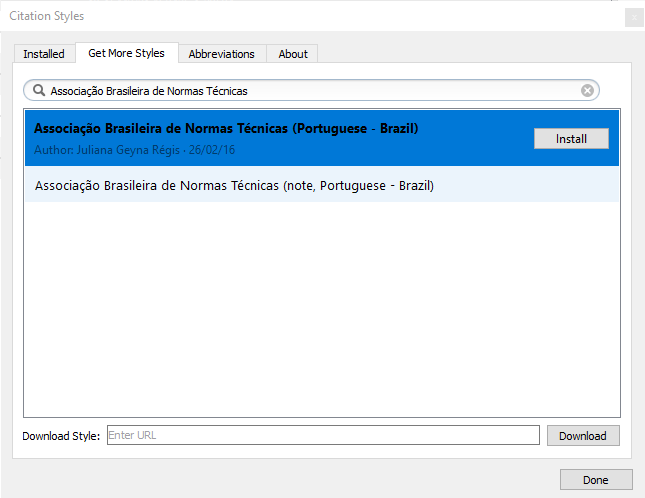 Citation Styles
x
Installed
Get More Styles
Abbreviations
About
Associação Brasileira de Normas Técnicas
Associação Brasileira de Normas Técnicas (Portuguese - Brazil)
Author: Juliana Geyna Régis · 26/02/16
Install
Associação Brasileira de Normas Técnicas (note, Portuguese - Brazil)
Download Style:
Enter URL
Download
Done